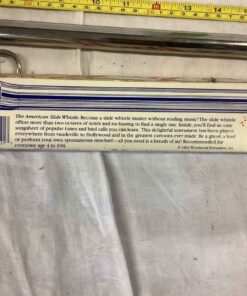 The American Slide Whistle Become a slide whistle master without reading music! The slide whistle
offers more than two octaves of notes and no fussing to find a single one. Inside, you'll find an easy
songsheet of popular tunes and bird calls you can learn. This delightful instrument has been played
everywhere from vaudeville to Hollywood and in the greatest cartoons ever made. Be a ghost, a bird
or perform your own spontaneous mischief—all you need is a breath of air! Recommended for
everyone age 4 to 104.